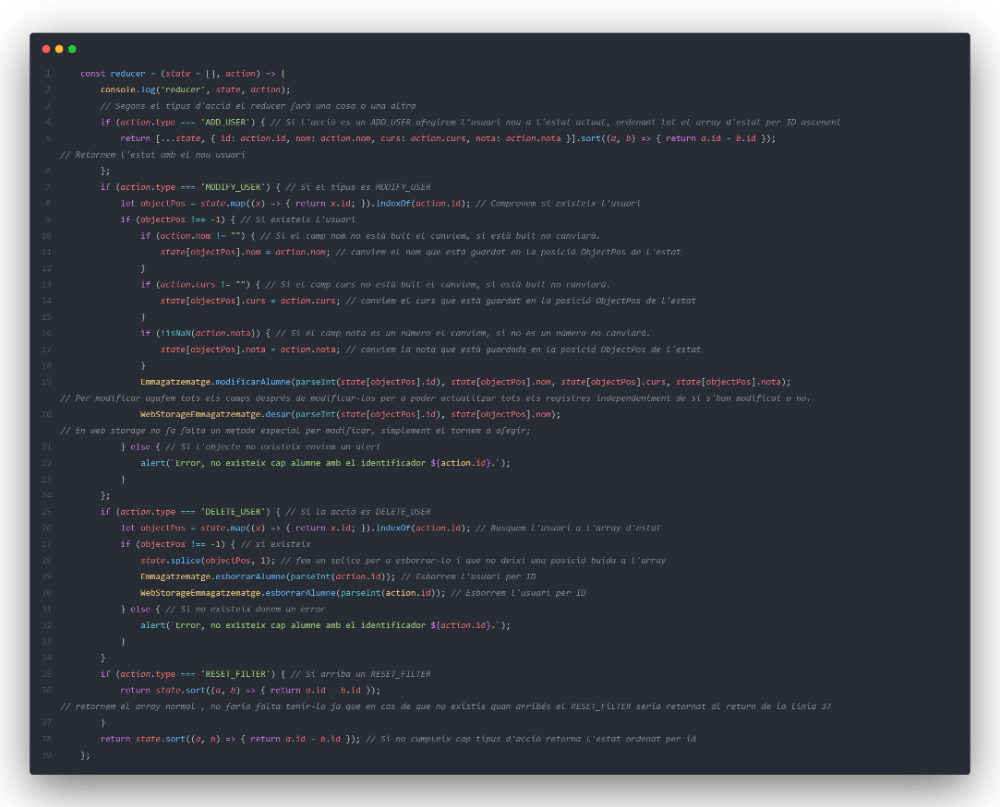 1 const reducer = (state = [], action) => {
2 console.log('reducer', state, action);
3 // Segons el tipus d'acció el reducer farà una cosa o una altra
4 if (action.type === 'ADD_USER') { // Si l'acció es un ADD_USER afegirem l'usuari nou a l'estat actual, ordenant tot el array d'estat per ID ascenent
5 return [...state, { id: action.id, nom: action.nom, curs: action.curs, nota: action.nota }].sort((a, b) => { return a.id - b.id });
// Retornem l'estat amb el nou usuari
6 };
7 if (action.type === 'MODIFY_USER') { // Si el tipus es MODIFY_USER
8 let objectPos = state.map((x) => { return x.id; }).indexOf(action.id); // Comprovem si existeix l'usuari
9 if (objectPos !== -1) { // Si existeix l'usuari
10 if (action.nom != "") { // Si el camp nom no està buit el canviem, si està buit no canviarà.
11 state[objectPos].nom = action.nom; // canviem el nom que està guardat en la posició ObjectPos de l'estat
12 }
13 if (action.curs != "") { // Si el camp curs no està buit el canviem, si està buit no canviarà.
14 state[objectPos].curs = action.curs; // canviem el curs que està guardat en la posició ObjectPos de l'estat
15 }
16 if (!isNaN(action.nota)) { // Si el camp nota es un número el canviem, si no es un número no canviarà.
17 state[objectPos].nota = action.nota; // canviem la nota que està guardada en la posició ObjectPos de l'estat
18 }
19 Emmagatzematge.modificarAlumne(parseInt(state[objectPos].id), state[objectPos].nom, state[objectPos].curs, state[objectPos].nota);
// Per modificar agafem tots els camps després de modificar-los per a poder actualitzar tots els registres independentment de si s'han modificat o no.
20 WebStorageEmmagatzematge.desar(parseInt(state[objectPos].id), state[objectPos].nom);
// En web storage no fa falta un metode especial per modificar, simplement el tornem a afegir;
21 } else { // Si l'objecte no existeix enviem un alert
22 alert(`Error, no existeix cap alumne amb el identificador ${action.id}.`);
23 }
24 };
25 if (action.type === 'DELETE_USER') { // Si la acció es DELETE_USER
26 let objectPos = state.map((x) => { return x.id; }).indexOf(action.id); // Busquem l'usuari a l'array d'estat
27 if (objectPos !== -1) { // si existeix
28 state.splice(objectPos, 1); // fem un splice per a esborrar-lo i que no deixi una posició buida a l'array
29 Emmagatzematge.esborrarAlumne(parseInt(action.id)); // Esborrem l'usuari per ID
30 WebStorageEmmagatzematge.esborrarAlumne(parseInt(action.id)); // Esborrem l'usuari per ID
31 } else { // Si no existeix donem un error
32 alert(`Error, no existeix cap alumne amb el identificador ${action.id}.`);
33 }
34 }
35 if (action.type === 'RESET_FILTER') { // Si arriba un RESET_FILTER
36 return state.sort((a, b) => { return a.id - b.id });
// retornem el array normal , no faria falta tenir-lo ja que en cas de que no existís quan arribés el RESET_FiLTER seria retornat al return de la línia 37
37 }
38 return state.sort((a, b) => { return a.id - b.id }); // Si no cumpleix cap tipus d'acció retorna l'estat ordenat per id
39 };